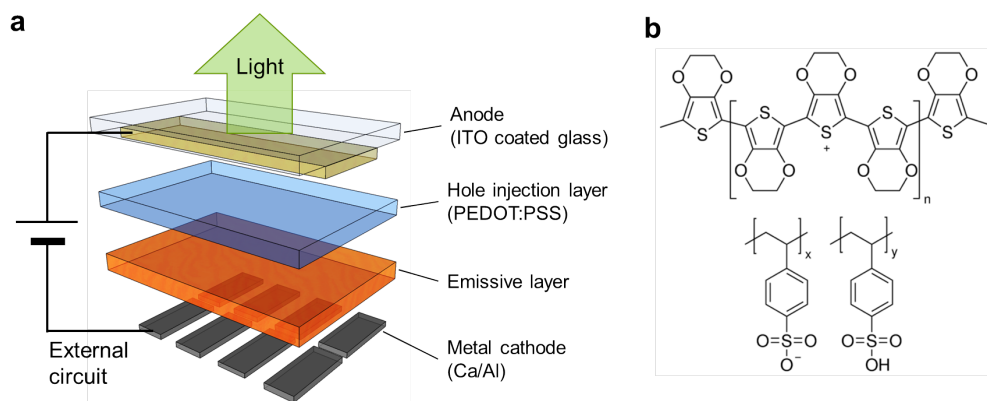 a
Light
Anode
(ITO coated glass)
Hole injection layer
(PEDOT:PSS)
Emissive layer
Metal cathode
(Ca/Al)
External
circuit
b
O O O O O O
S S S
S S
+
O O O O
n
x y
O S O O S O
O⁻ OH